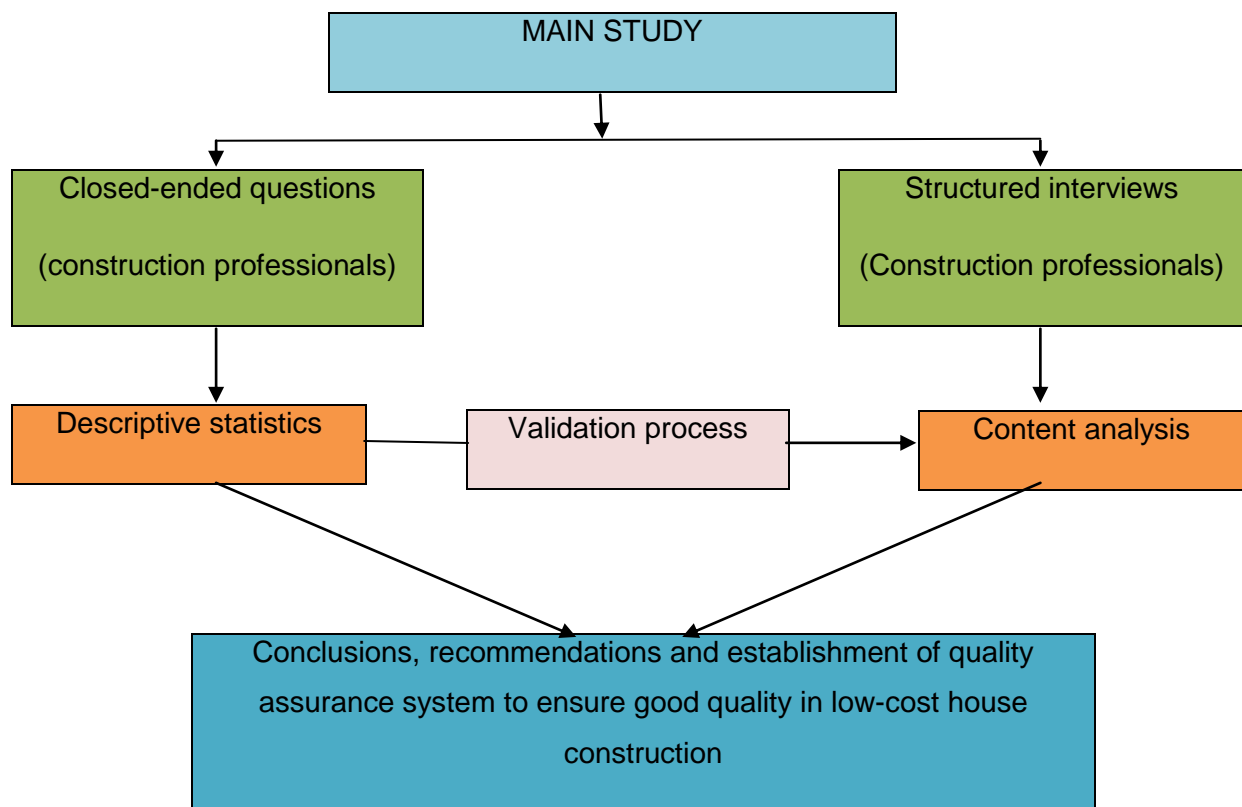 MAIN STUDY
Closed-ended questions
(construction professionals)
Structured interviews
(Construction professionals)
Descriptive statistics
Validation process
Content analysis
Conclusions, recommendations and establishment of quality
assurance system to ensure good quality in low-cost house
construction